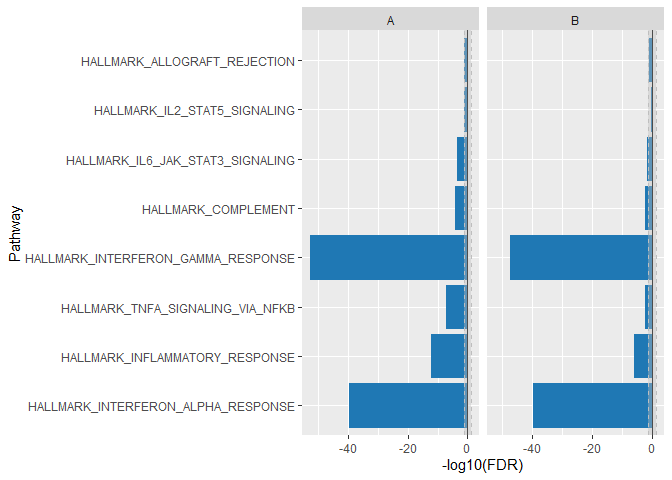 A
B
HALLMARK_ALLOGRAFT_REJECTION
HALLMARK_IL2_STAT5_SIGNALING
HALLMARK_IL6_JAK_STAT3_SIGNALING
HALLMARK_COMPLEMENT
HALLMARK_INTERFERON_GAMMA_RESPONSE
HALLMARK_TNFA_SIGNALING_VIA_NFKB
HALLMARK_INFLAMMATORY_RESPONSE
HALLMARK_INTERFERON_ALPHA_RESPONSE
Pathway
-40 -20 0
-40 -20 0
-log10(FDR)